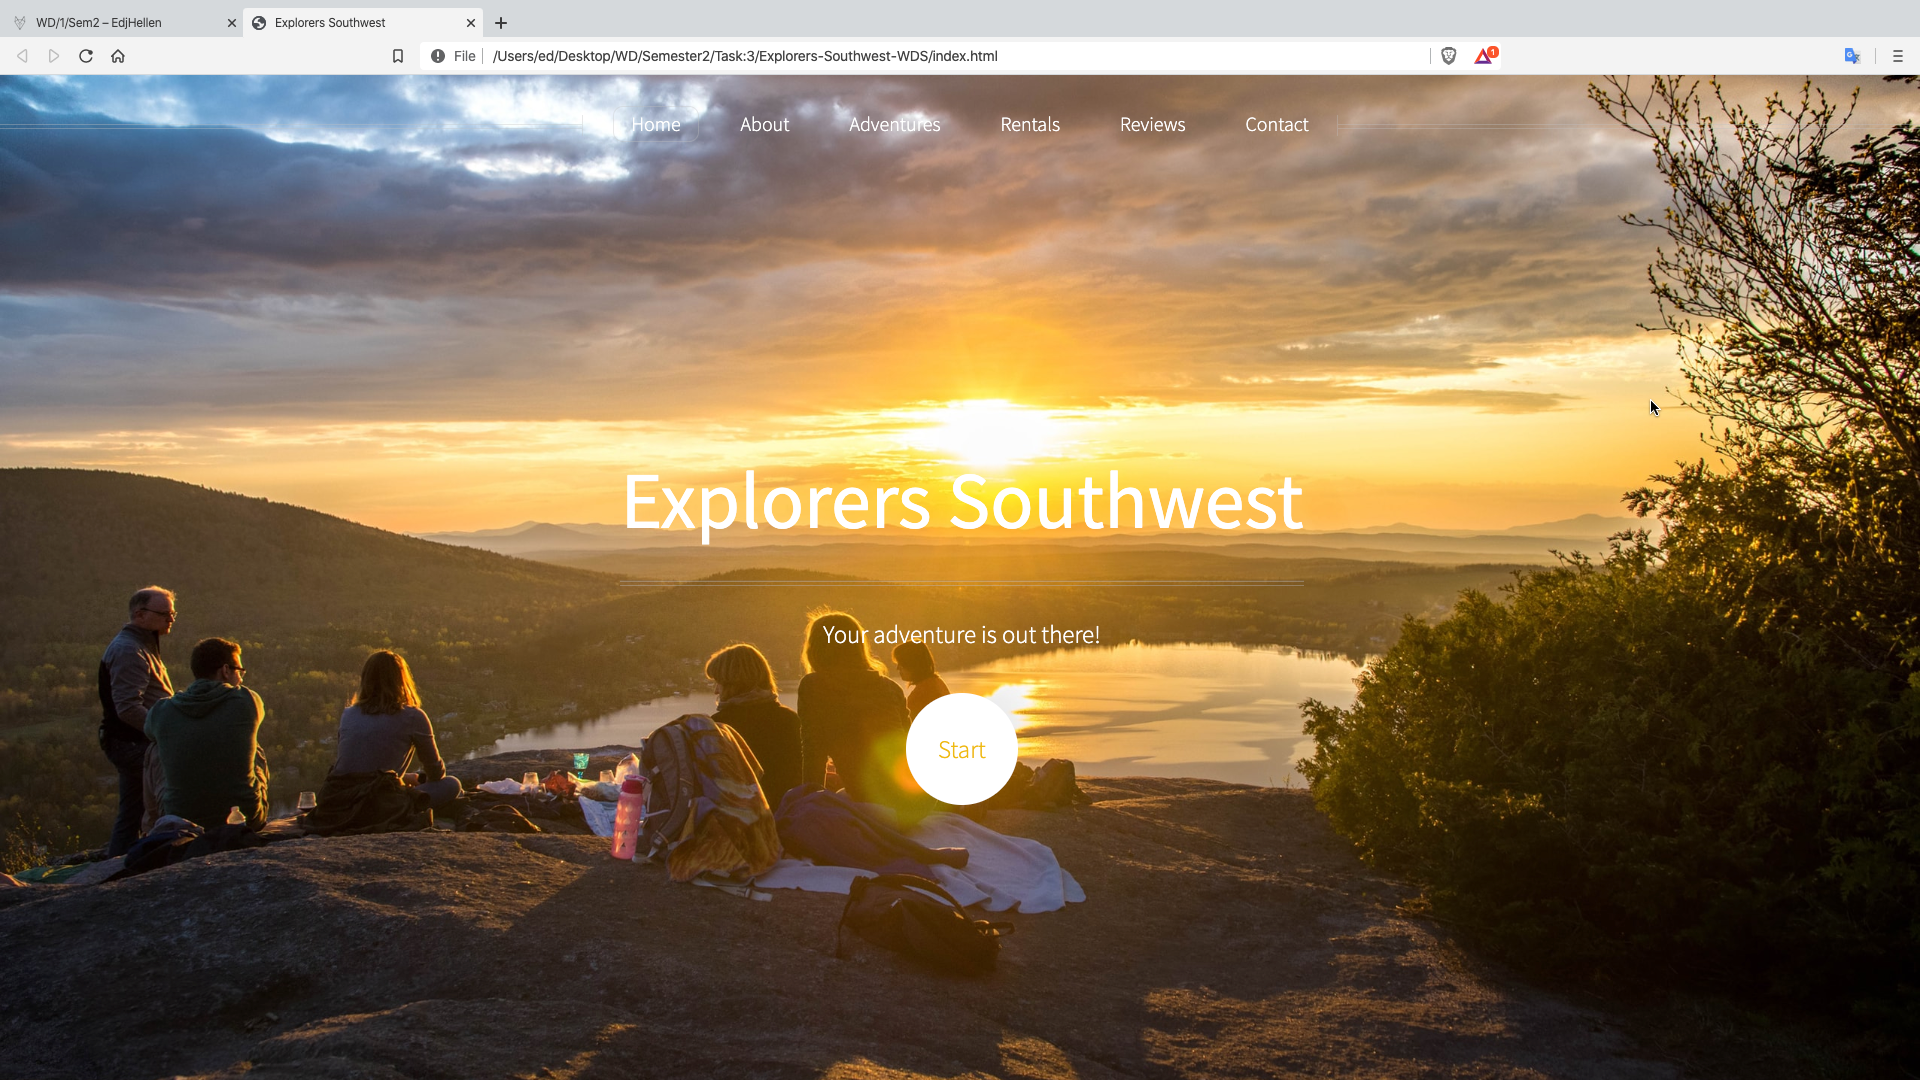 WD/1/Sem2 – EdjHellen
Explorers Southwest
File /Users/ed/Desktop/WD/Semester2/Task:3/Explorers-Southwest-WDS/index.html
1
Home About Adventures Rentals Reviews Contact
Explorers Southwest
Your adventure is out there!
Start